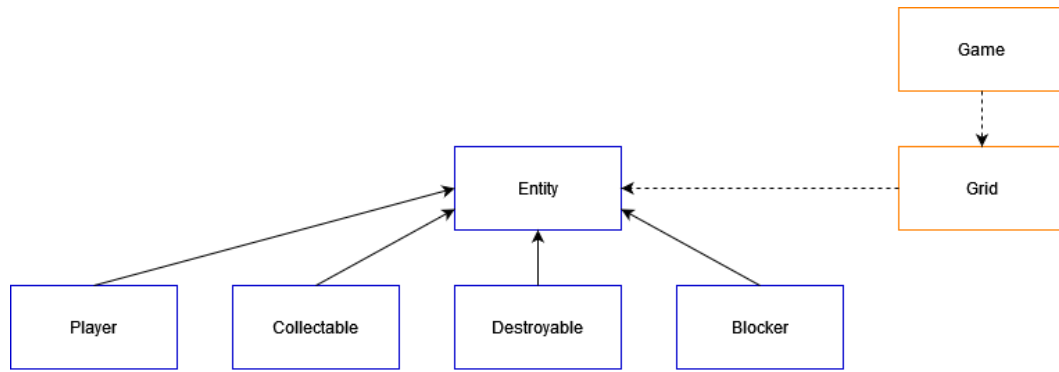 Game
Entity
Grid
Player
Collectable
Destroyable
Blocker